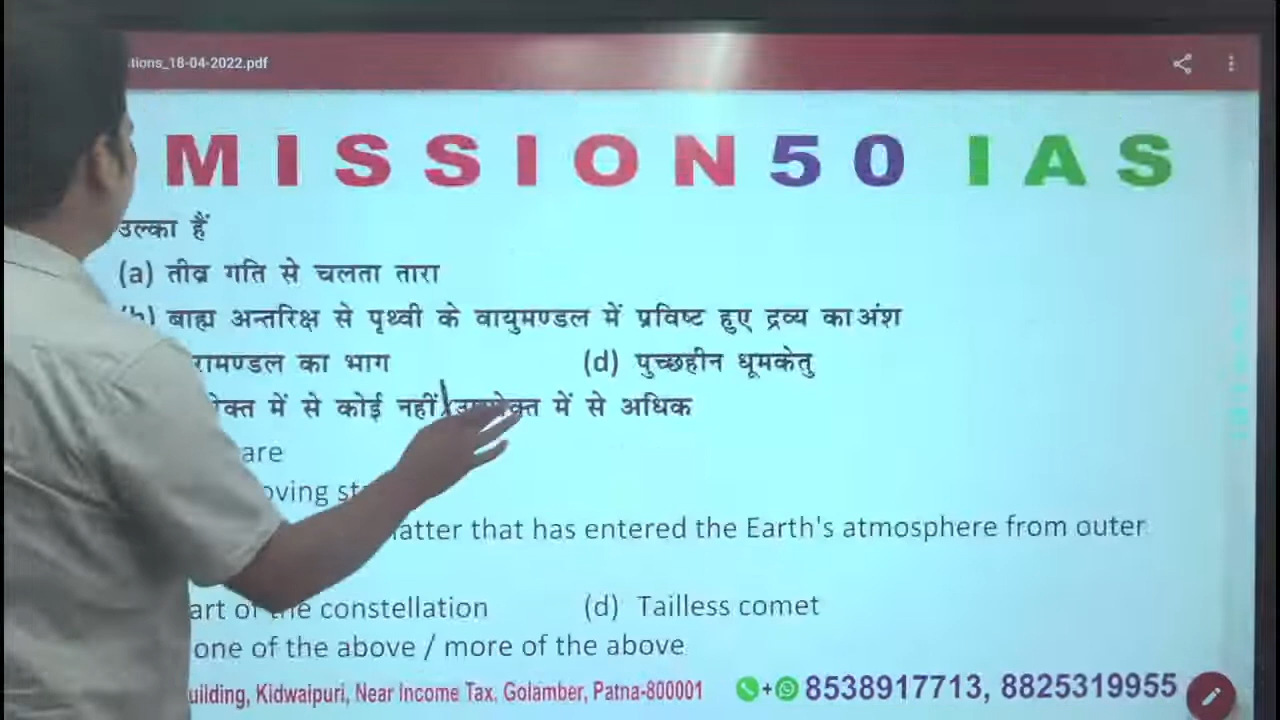 tions_18-04-2022.pdf
MISSION50 IAS
उल्का हैं
(a) तीव्र गति से चलता तारा
बाह्य अन्तरिक्ष से पृथ्वी के वायुमण्डल में प्रविष्ट हुए द्रव्य का अंश
रामण्डल का भाग (d) पुच्छहीन धूमकेतु
में से कोई नहीं/उपरोक्त में से अधिक
are
oving
atter that has entered the Earth's atmosphere from outer
art of the constellation (d) Tailless comet
one of the above / more of the above
uilding, Kidwaipuri, Near Income Tax, Golamber, Patna-800001 + 8538917713, 8825319955